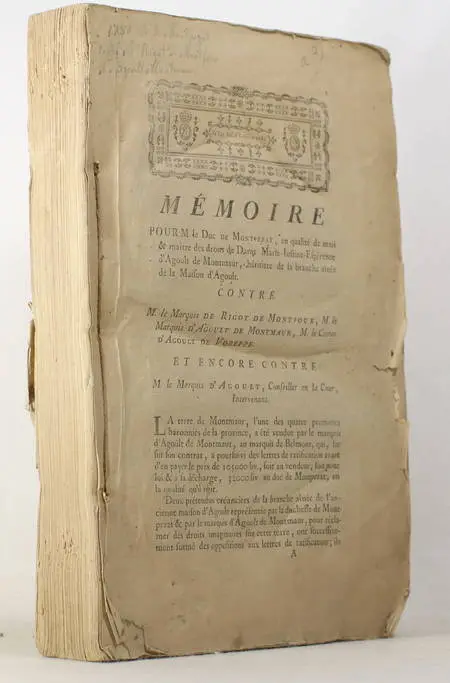 MÉMOIRE
POUR M. le Duc DE MONTPEZAT, en qualité de mari
& maître des droits de Dame Marie-Justine-Espérance
d'Agoult de Montmaur, héritière de la branche aînée
de la Maison d'Agoult.
CONTRE
M. le Marquis DE RIGOT DE MONTJOUX, M. le
Marquis D'AGOULT DE MONTMAUR, M. le Comte
D'AGOULT DE VOREPPE.
ET ENCORE CONTRE
M. le Marquis D'AGOULT, Conseiller en la Cour,
Intervenant.
LA terre de Montmaur, l'une des quatre premieres
baronnies de la province, a été vendue par le marquis
d'Agoult de Montmaur, au marquis de Belmont, qui,
sur son contrat, a poursuivi des lettres de ratification avant
d'en payer le prix de 105000 liv. soit au vendeur, soit pour
lui & à sa décharge, 32000 liv. au duc de Montpezat, en
la qualité qu'il agit.
Deux prétendus créanciers de la branche aînée de l'an-
cienne maison d'Agoult représentée par la duchesse de Mont-
pezat & par le marquis d'Agoult de Montmaur, pour récla-
mer des droits imaginaires sur cette terre, ont successive-
ment formé des oppositions aux lettres de ratification; du
A